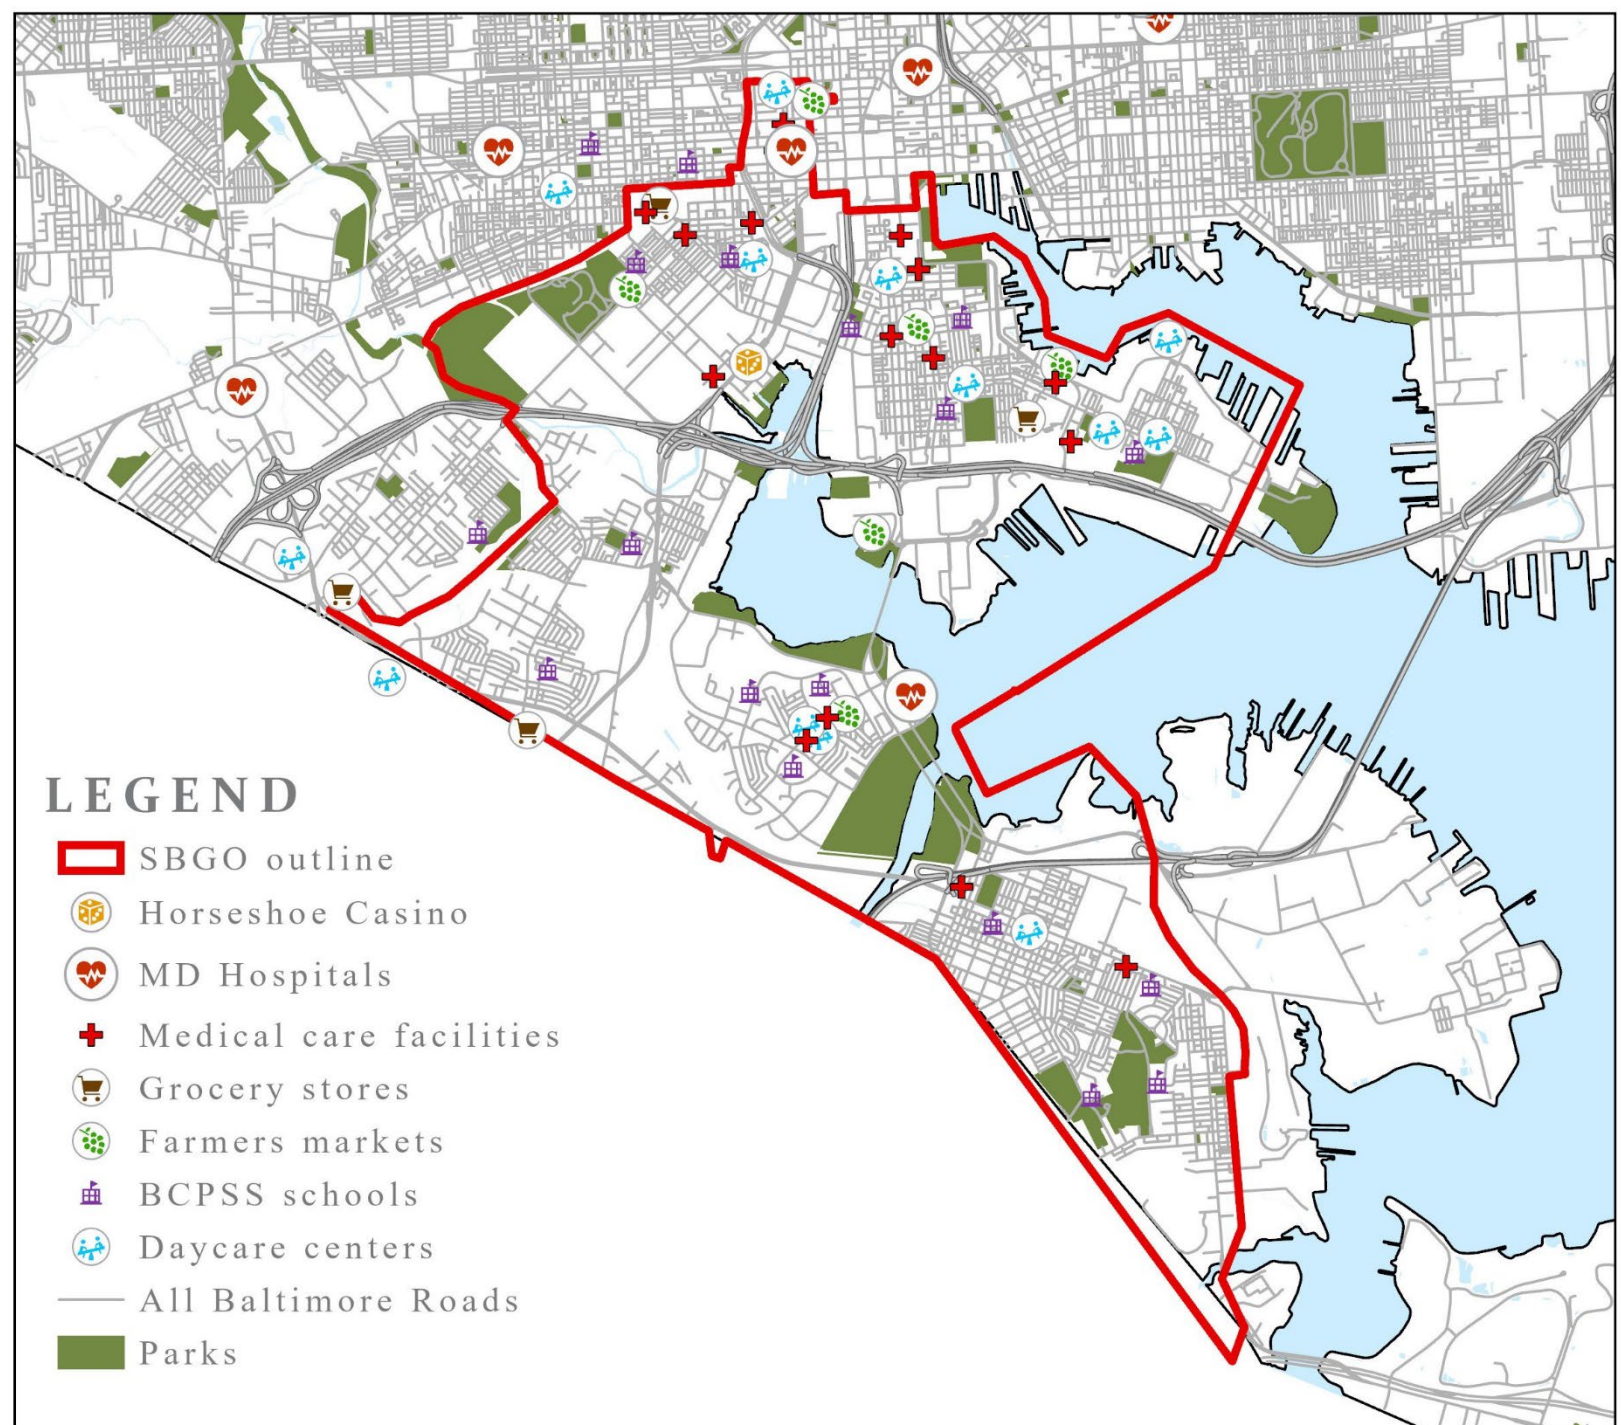 LEGEND
SBGO outline
Horseshoe Casino
MD Hospitals
Medical care facilities
Grocery stores
Farmers markets
BCPSS schools
Daycare centers
All Baltimore Roads
Parks